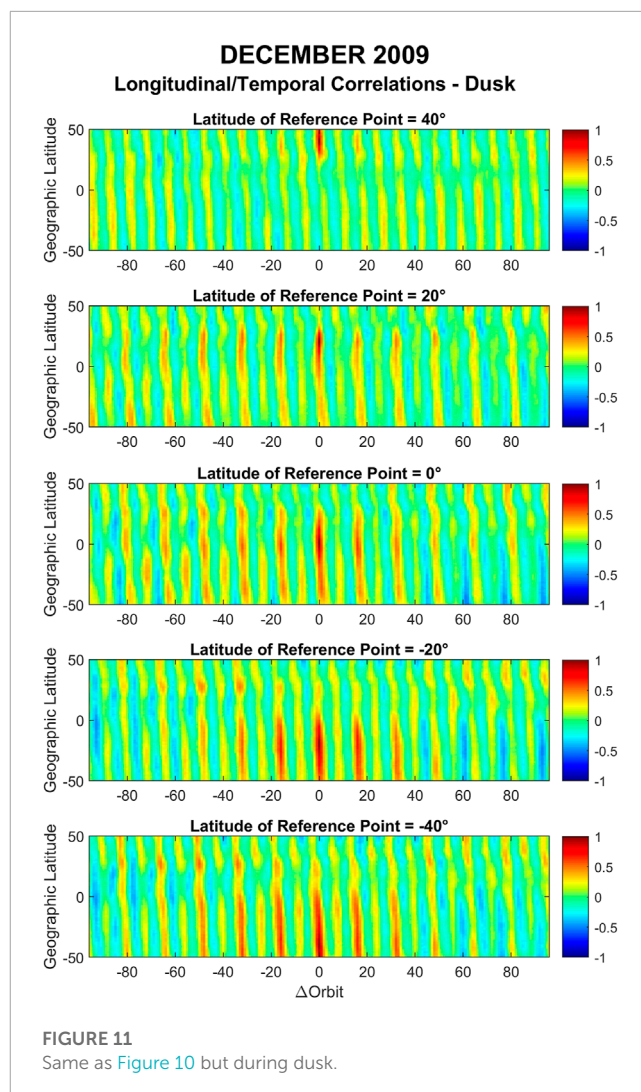 DECEMBER 2009
Longitudinal/Temporal Correlations - Dusk
Latitude of Reference Point = 40°
Geographic Latitude
50
0
-50
-80 -60 -40 -20 0 20 40 60 80
1
0.5
0
-0.5
-1
Latitude of Reference Point = 20°
Geographic Latitude
50
0
-50
-80 -60 -40 -20 0 20 40 60 80
1
0.5
0
-0.5
-1
Latitude of Reference Point = 0°
Geographic Latitude
50
0
-50
-80 -60 -40 -20 0 20 40 60 80
1
0.5
0
-0.5
-1
Latitude of Reference Point = -20°
Geographic Latitude
50
0
-50
-80 -60 -40 -20 0 20 40 60 80
1
0.5
0
-0.5
-1
Latitude of Reference Point = -40°
Geographic Latitude
50
0
-50
-80 -60 -40 -20 0 20 40 60 80
1
0.5
0
-0.5
-1
ΔOrbit
FIGURE 11
Same as Figure 10 but during dusk.